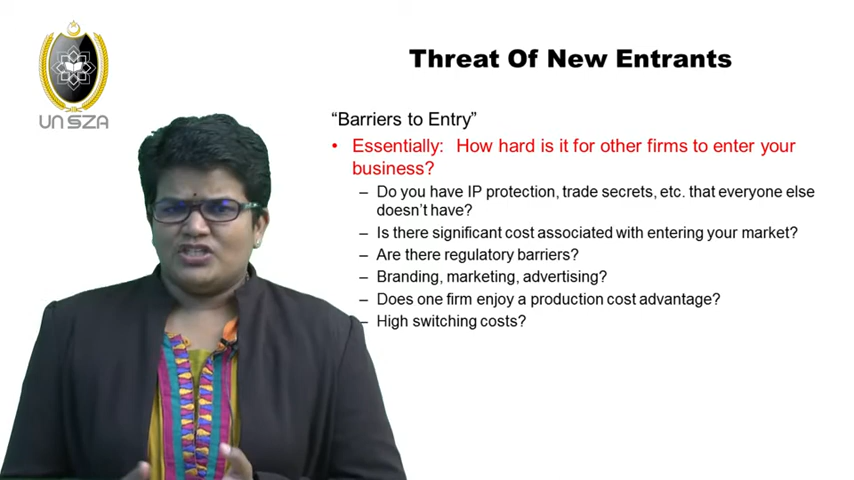 UNSZA
Threat Of New Entrants
“Barriers to Entry”
• Essentially: How hard is it for other firms to enter your
business?
– Do you have IP protection, trade secrets, etc. that everyone else
doesn’t have?
– Is there significant cost associated with entering your market?
– Are there regulatory barriers?
– Branding, marketing, advertising?
– Does one firm enjoy a production cost advantage?
– High switching costs?